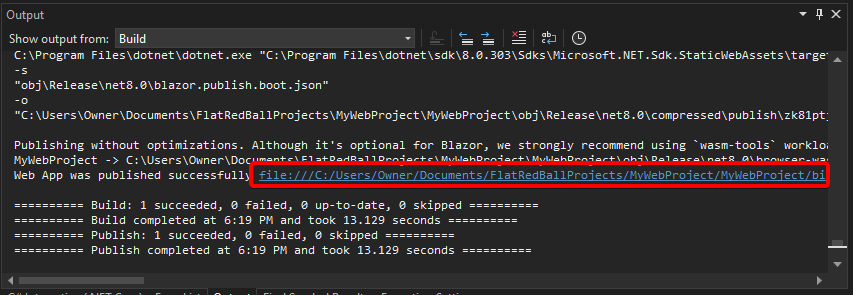 Output
Show output from: Build
C:\Program Files\dotnet\dotnet.exe "C:\Program Files\dotnet\sdk\8.0.303\Sdks\Microsoft.NET.Sdk.StaticWebAssets\targe
-s
"obj\Release\net8.0\blazor.publish.boot.json"
-o
"C:\Users\Owner\Documents\FlatRedBallProjects\MyWebProject\MyWebProject\obj\Release\net8.0\compressed\publish\zk81ptj
Publishing without optimizations. Although it's optional for Blazor, we strongly recommend using `wasm-tools` workloa
MyWebProject -> C:\Users\Owner\Documents\FlatRedBallProjects\MyWebProject\MyWebProject\obj\Release\net8.0\browser-wa
Web App was published successfully file:///C:/Users/Owner/Documents/FlatRedBallProjects/MyWebProject/MyWebProject/bi
========== Build: 1 succeeded, 0 failed, 0 up-to-date, 0 skipped ==========
========== Build completed at 6:19 PM and took 13.129 seconds ==========
========== Publish: 1 succeeded, 0 failed, 0 skipped ==========
========== Publish completed at 6:19 PM and took 13.129 seconds ==========